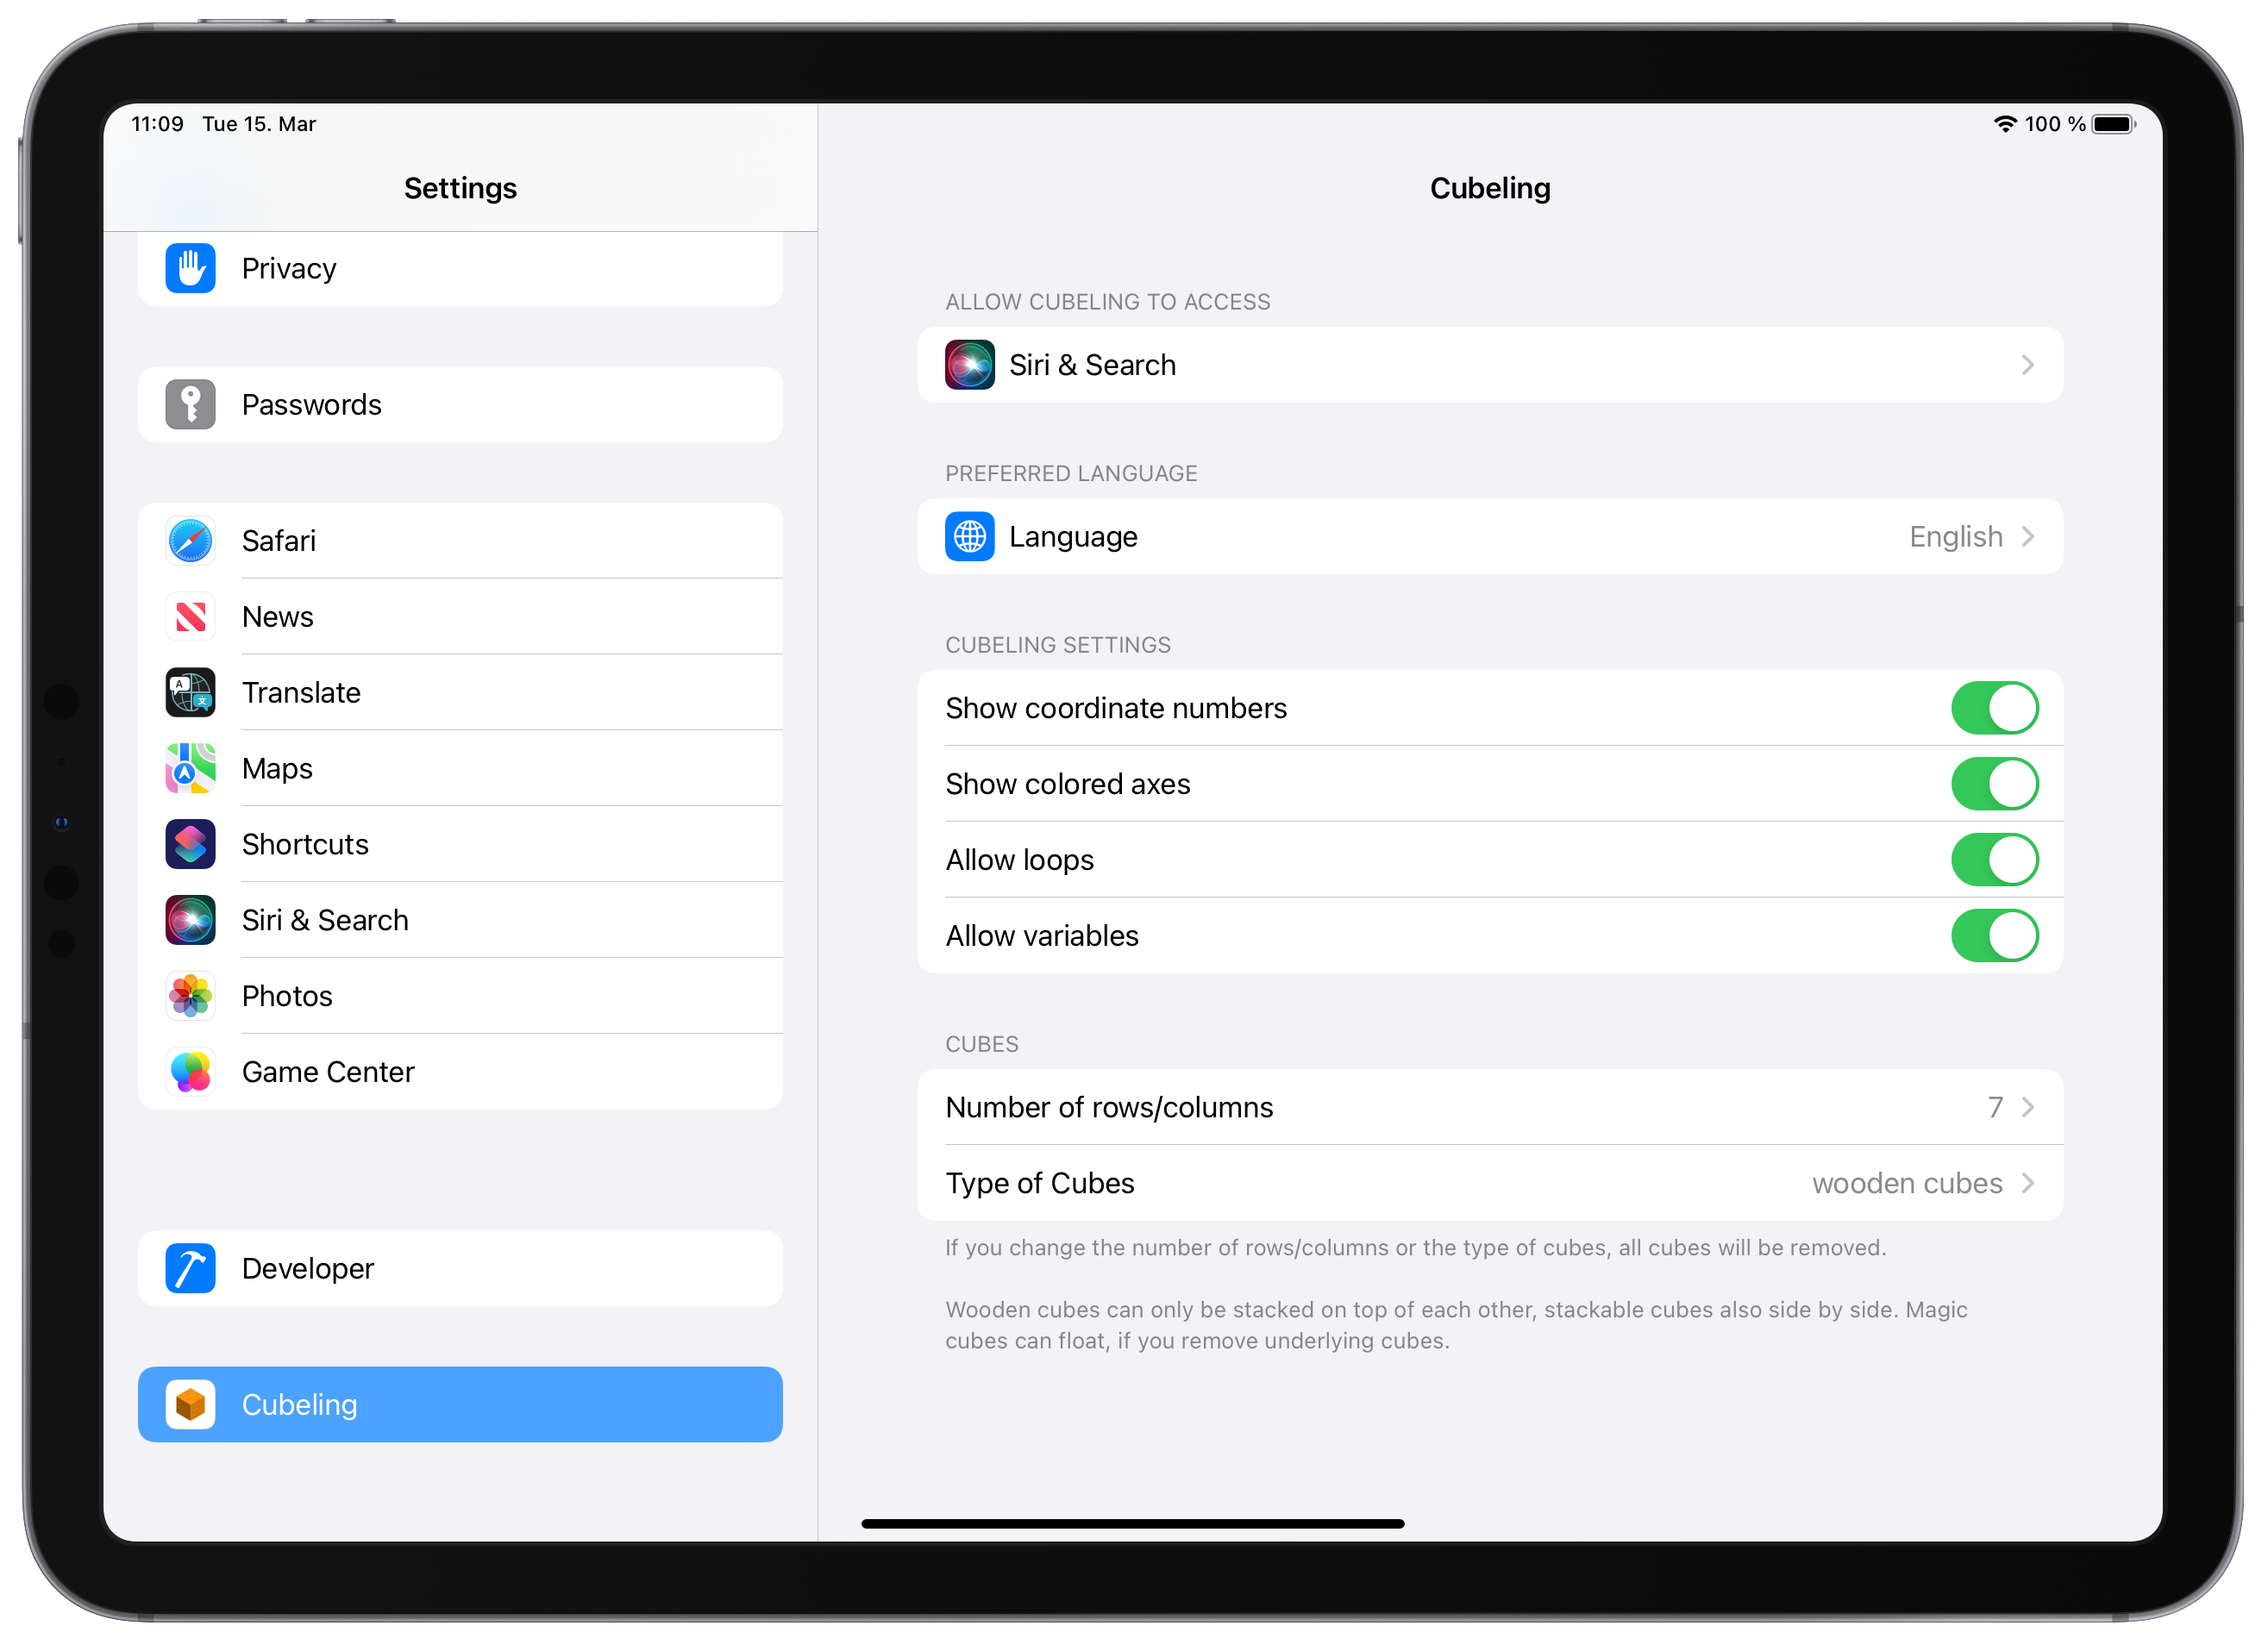 11:09 Tue 15. Mar
100 %
Settings
Privacy
Passwords
Safari
News
Translate
Maps
Shortcuts
Siri & Search
Photos
Game Center
Developer
Cubeling
Cubeling
ALLOW CUBELING TO ACCESS
Siri & Search
PREFERRED LANGUAGE
Language English
CUBELING SETTINGS
Show coordinate numbers
Show colored axes
Allow loops
Allow variables
CUBES
Number of rows/columns 7
Type of Cubes wooden cubes
If you change the number of rows/columns or the type of cubes, all cubes will be removed.
Wooden cubes can only be stacked on top of each other, stackable cubes also side by side. Magic
cubes can float, if you remove underlying cubes.